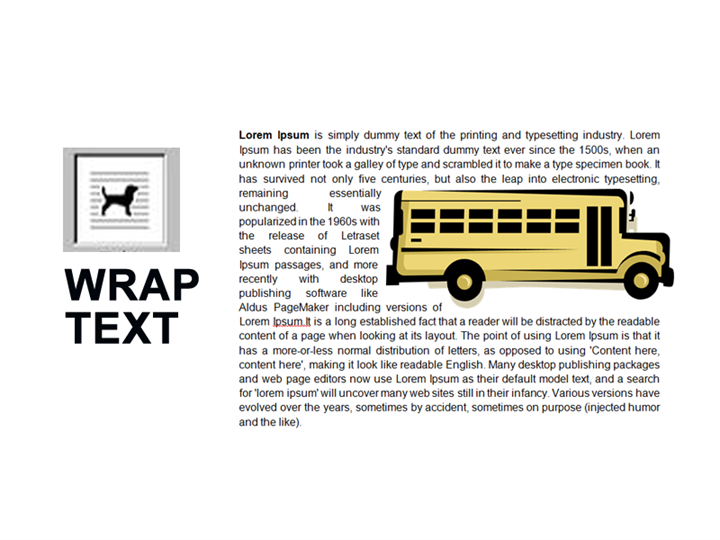 WRAP
TEXT
Lorem Ipsum is simply dummy text of the printing and typesetting industry. Lorem
Ipsum has been the industry's standard dummy text ever since the 1500s, when an
unknown printer took a galley of type and scrambled it to make a type specimen book. It
has survived not only five centuries, but also the leap into electronic typesetting,
remaining essentially
unchanged. It was
popularized in the 1960s with
the release of Letraset
sheets containing Lorem
Ipsum passages, and more
recently with desktop
publishing software like
Aldus PageMaker including versions of
Lorem Ipsum.It is a long established fact that a reader will be distracted by the readable
content of a page when looking at its layout. The point of using Lorem Ipsum is that it
has a more-or-less normal distribution of letters, as opposed to using 'Content here,
content here', making it look like readable English. Many desktop publishing packages
and web page editors now use Lorem Ipsum as their default model text, and a search
for 'lorem ipsum' will uncover many web sites still in their infancy. Various versions have
evolved over the years, sometimes by accident, sometimes on purpose (injected humor
and the like).